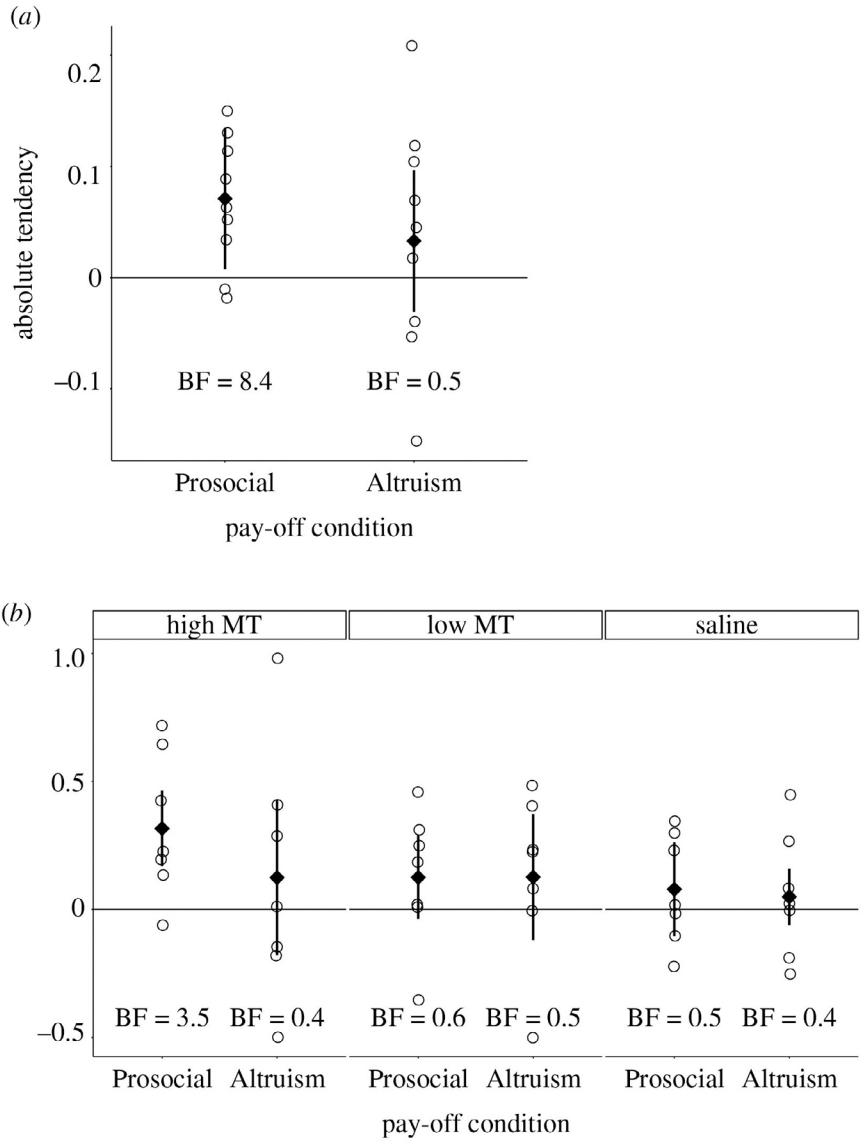 (a)
0.2
0.1
0
–0.1
absolute tendency
BF = 8.4 BF = 0.5
Prosocial Altruism
pay-off condition
(b)
high MT low MT saline
1.0
0.5
0
–0.5
BF = 3.5 BF = 0.4 BF = 0.6 BF = 0.5 BF = 0.5 BF = 0.4
Prosocial Altruism Prosocial Altruism Prosocial Altruism
pay-off condition